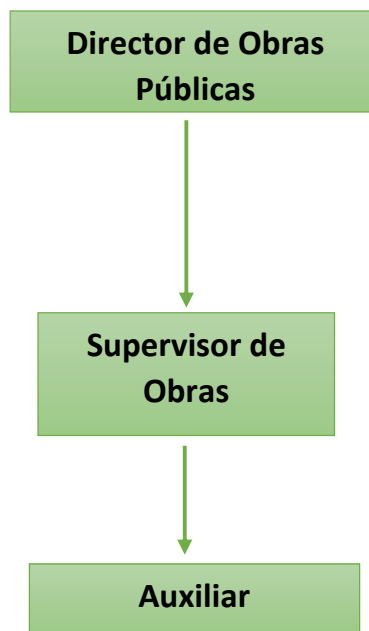 Director de Obras
Públicas
Supervisor de
Obras
Auxiliar